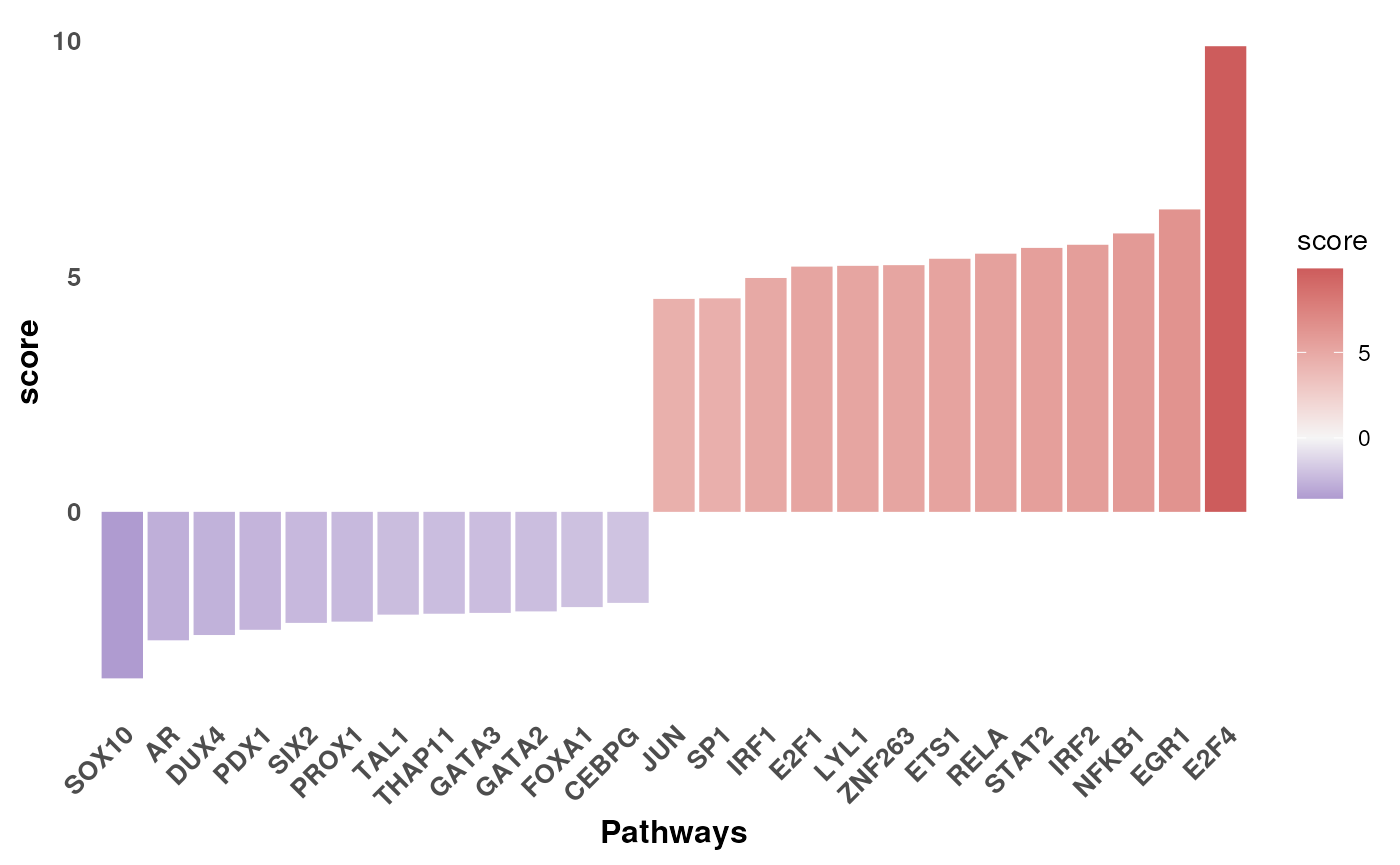 10
5
0
score
SOX10
AR
DUX4
PDX1
SIX2
PROX1
TAL1
THAP11
GATA3
GATA2
FOXA1
CEBPG
JUN
SP1
IRF1
E2F1
LYL1
ZNF263
ETS1
RELA
STAT2
IRF2
NFKB1
EGR1
E2F4
Pathways
score
5
0